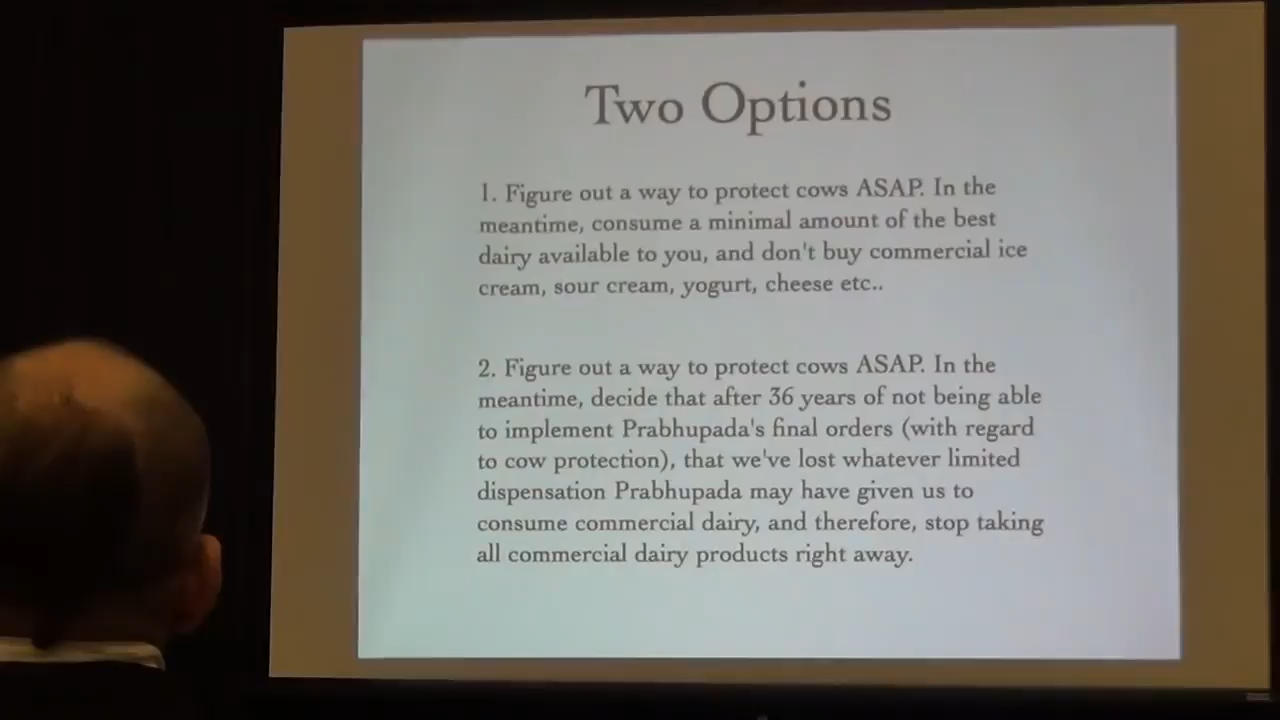 Two Options
1. Figure out a way to protect cows ASAP. In the
meantime, consume a minimal amount of the best
dairy available to you, and don't buy commercial ice
cream, sour cream, yogurt, cheese etc..
2. Figure out a way to protect cows ASAP. In the
meantime, decide that after 36 years of not being able
to implement Prabhupada's final orders (with regard
to cow protection), that we've lost whatever limited
dispensation Prabhupada may have given us to
consume commercial dairy, and therefore, stop taking
all commercial dairy products right away.